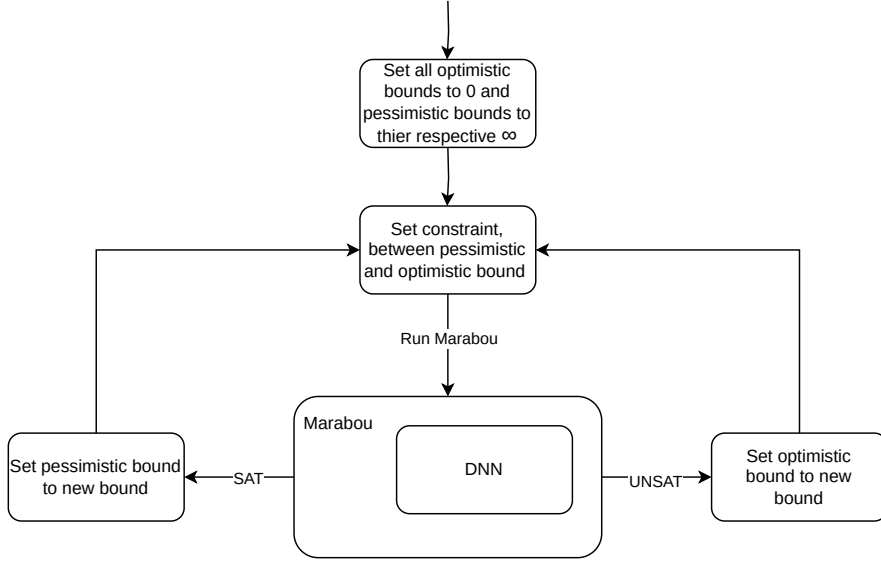 Set all optimistic
bounds to 0 and
pessimistic bounds to
thier respective ∞
Set constraint,
between pessimistic
and optimistic bound
Run Marabou
Marabou
DNN
Set pessimistic bound
to new bound
SAT
UNSAT
Set optimistic
bound to new
bound